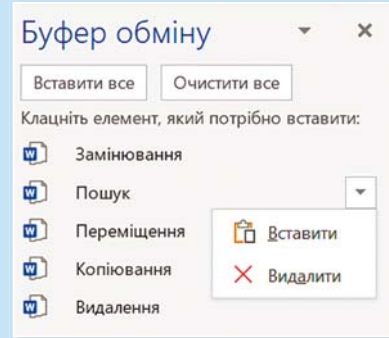 Буфер обміну
Вставити все Очистити все
Клацніть елемент, який потрібно вставити:
Замінювання
Пошук
Переміщення
Вставити
Копіювання
Видалити
Видалення